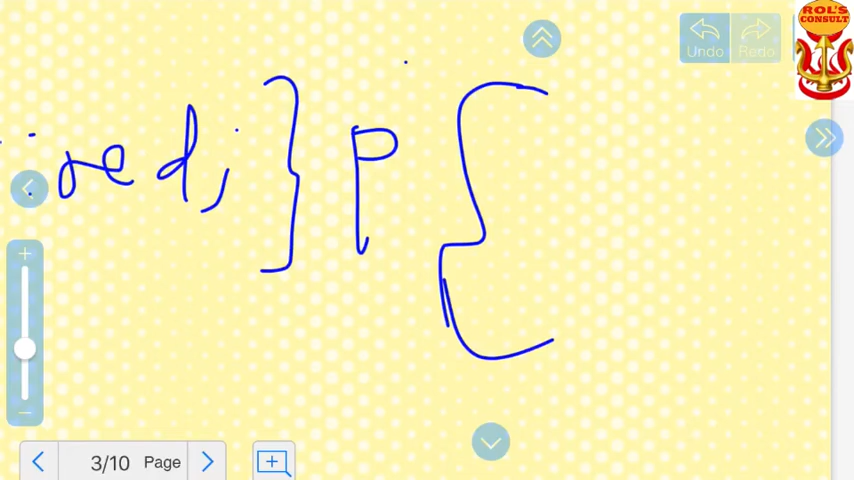 ROL'S
CONSULT
Undo Redo
red; } P {
3/10 Page